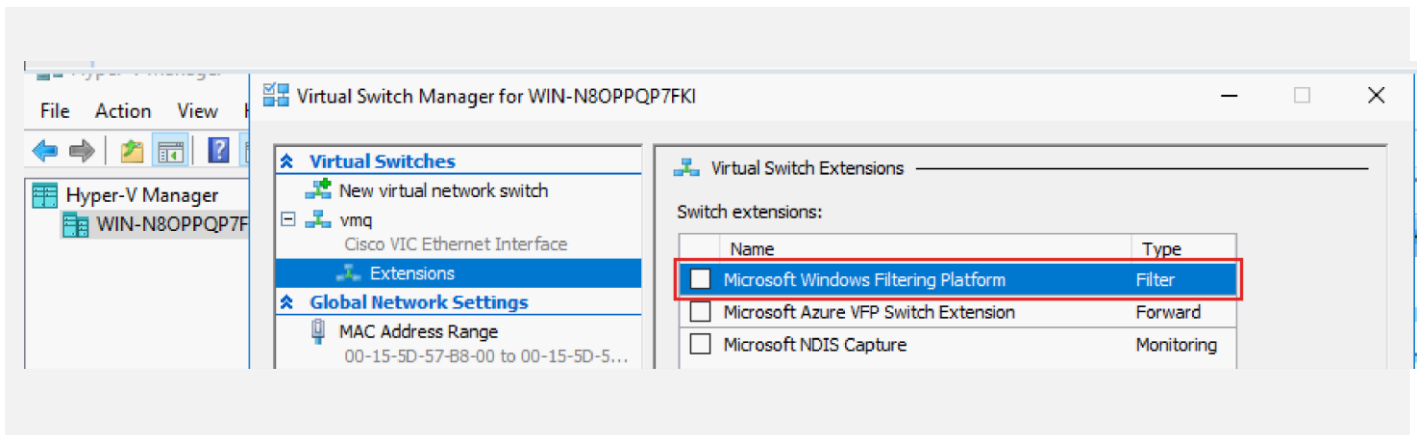 Hyper-V Manager
File Action View
Virtual Switch Manager for WIN-N8OPPQP7FKI
Hyper-V Manager
WIN-N8OPPQP7F
Virtual Switches
New virtual network switch
vmq
Cisco VIC Ethernet Interface
Extensions
Global Network Settings
MAC Address Range
00-15-5D-57-B8-00 to 00-15-5D-5...
Virtual Switch Extensions
Switch extensions:
Name Type
Microsoft Windows Filtering Platform Filter
Microsoft Azure VFP Switch Extension Forward
Microsoft NDIS Capture Monitoring